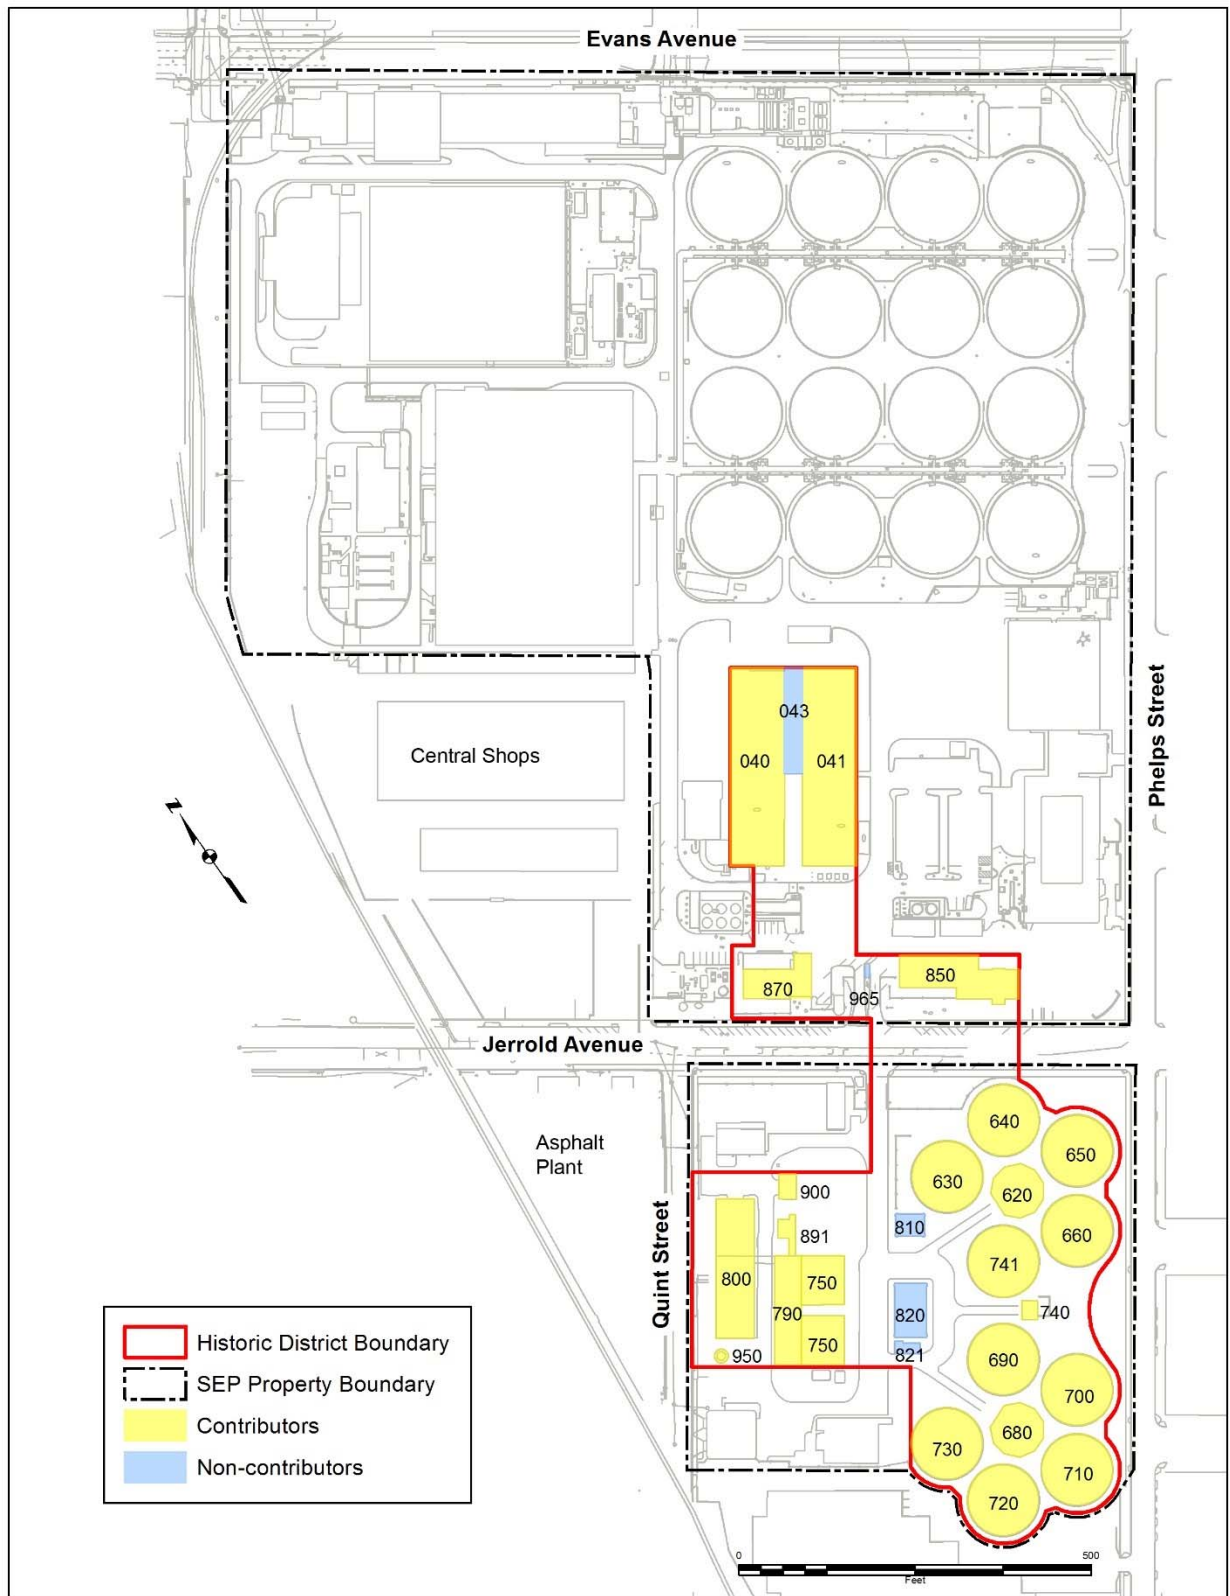 Evans Avenue
Phelps Street
043
040
041
Central Shops
Z
870
965
850
Jerrold Avenue
Asphalt
Plant
Quint Street
640
650
630
620
660
900
891
810
741
800
790
750
740
820
750
821
950
690
700
730
680
710
720
Historic District Boundary
SEP Property Boundary
Contributors
Non-contributors
0
500
Feet